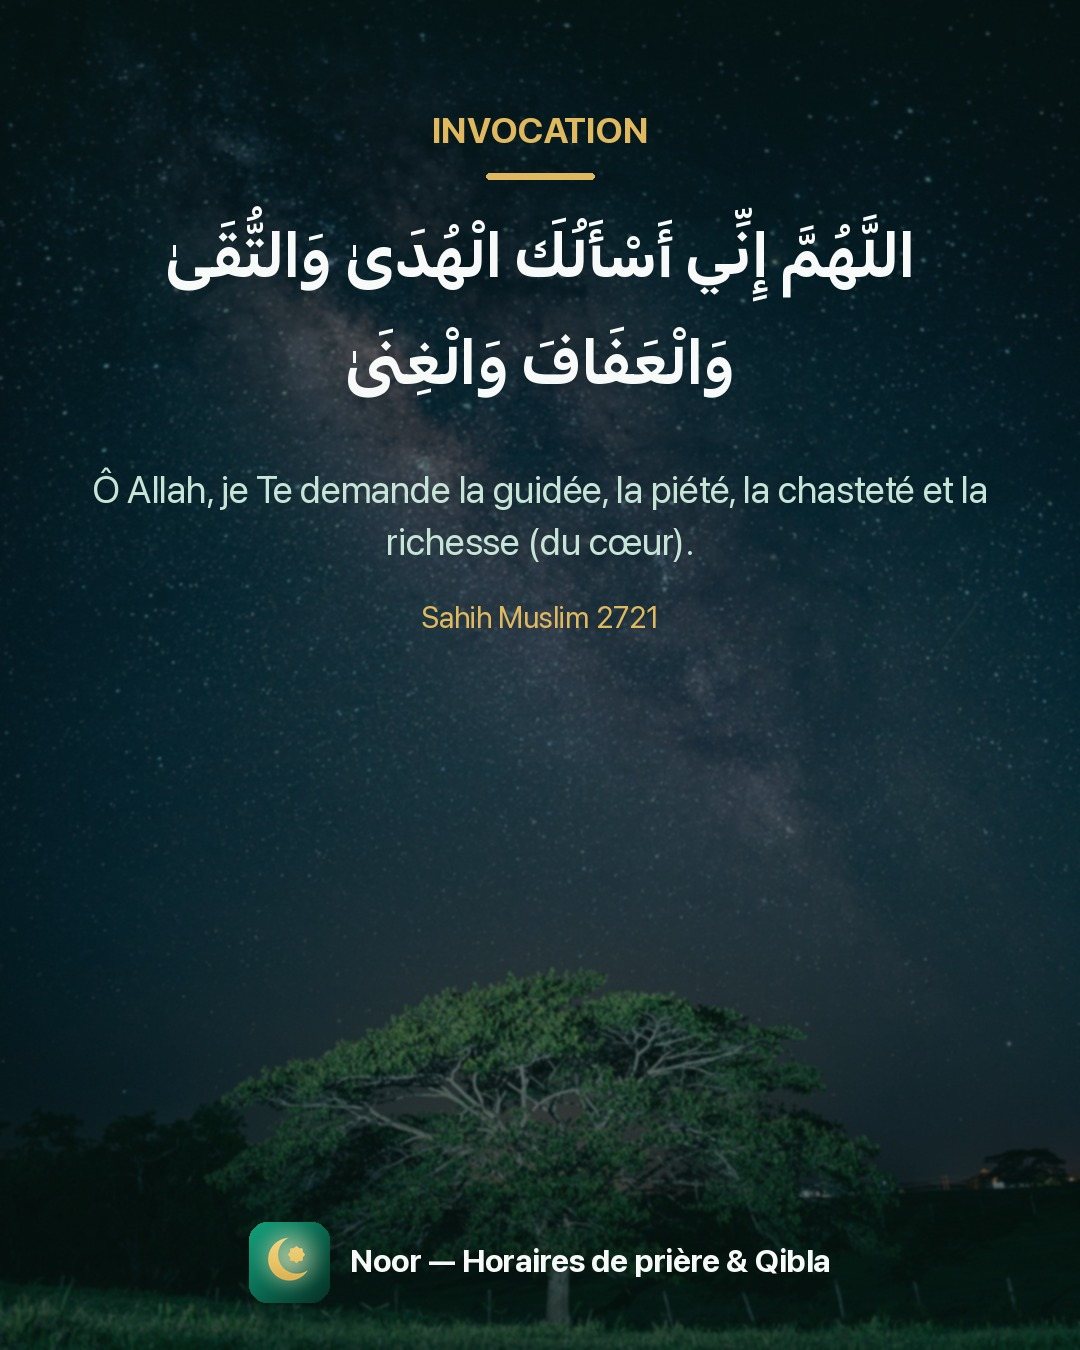 INVOCATION
اللَّهُمَّ إِنِّي أَسْأَلُكَ الْهُدَىٰ وَالتُّقَىٰ
وَالْعَفَافَ وَالْغِنَىٰ
Ô Allah, je Te demande la guidée, la piété, la chasteté et la
richesse (du cœur).
Sahih Muslim 2721
Noor — Horaires de prière & Qibla